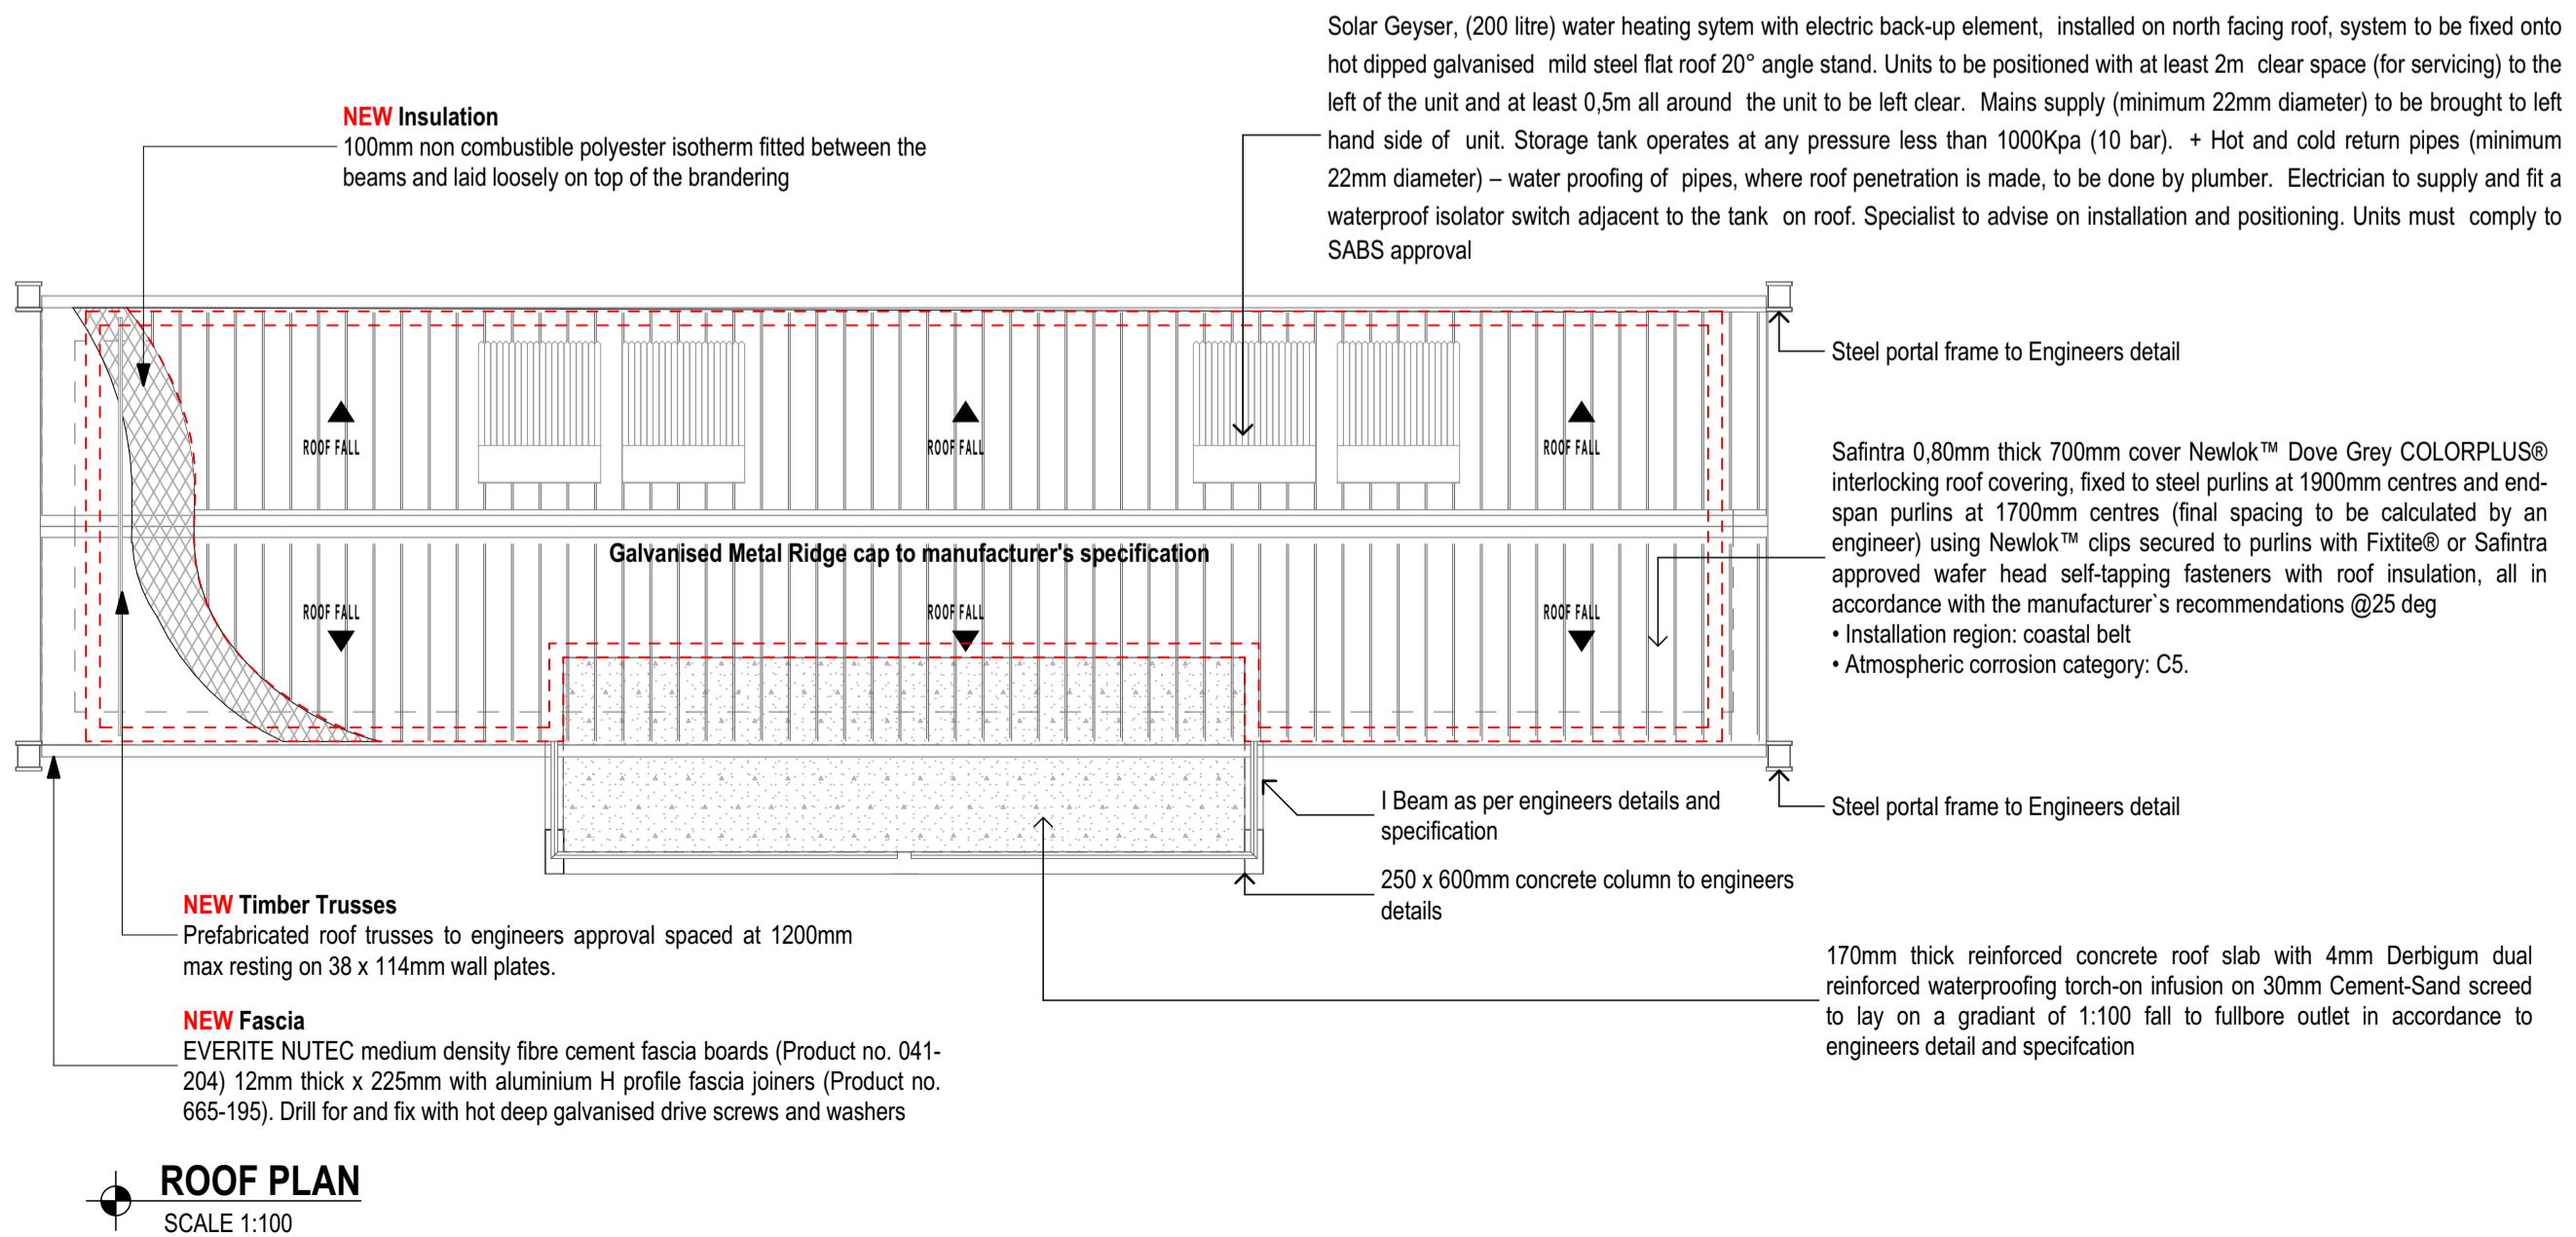 Solar Geyser, (200 litre) water heating sytem with electric back-up element, installed on north facing roof, system to be fixed onto
hot dipped galvanised mild steel flat roof 20° angle stand. Units to be positioned with at least 2m clear space (for servicing) to the
left of the unit and at least 0,5m all around the unit to be left clear. Mains supply (minimum 22mm diameter) to be brought to left
hand side of unit. Storage tank operates at any pressure less than 1000Kpa (10 bar). + Hot and cold return pipes (minimum
22mm diameter) – water proofing of pipes, where roof penetration is made, to be done by plumber. Electrician to supply and fit a
waterproof isolator switch adjacent to the tank on roof. Specialist to advise on installation and positioning. Units must comply to
SABS approval
NEW Insulation
100mm non combustible polyester isotherm fitted between the
beams and laid loosely on top of the brandering
Steel portal frame to Engineers detail
ROOF FALL
ROOF FALL
ROOF FALL
Safintra 0,80mm thick 700mm cover Newlok™ Dove Grey COLORPLUS®
interlocking roof covering, fixed to steel purlins at 1900mm centres and end-
span purlins at 1700mm centres (final spacing to be calculated by an
engineer) using Newlok™ clips secured to purlins with Fixtite® or Safintra
approved wafer head self-tapping fasteners with roof insulation, all in
accordance with the manufacturer`s recommendations @25 deg
• Installation region: coastal belt
• Atmospheric corrosion category: C5.
Galvanised Metal Ridge cap to manufacturer's specification
ROOF FALL
ROOF FALL
ROOF FALL
I Beam as per engineers details and
specification
Steel portal frame to Engineers detail
250 x 600mm concrete column to engineers
details
NEW Timber Trusses
Prefabricated roof trusses to engineers approval spaced at 1200mm
max resting on 38 x 114mm wall plates.
170mm thick reinforced concrete roof slab with 4mm Derbigum dual
reinforced waterproofing torch-on infusion on 30mm Cement-Sand screed
to lay on a gradiant of 1:100 fall to fullbore outlet in accordance to
engineers detail and specifcation
NEW Fascia
EVERITE NUTEC medium density fibre cement fascia boards (Product no. 041-
204) 12mm thick x 225mm with aluminium H profile fascia joiners (Product no.
665-195). Drill for and fix with hot deep galvanised drive screws and washers
ROOF PLAN
SCALE 1:100